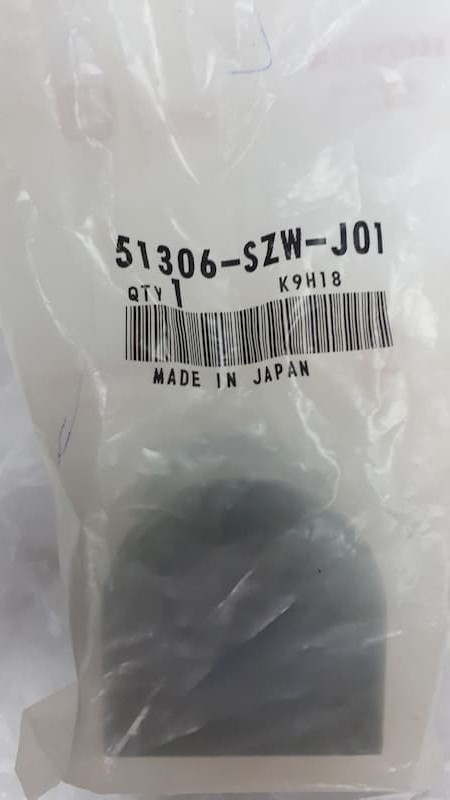 51306-SZW-J01
QTY 1 K9H18
MADE IN JAPAN